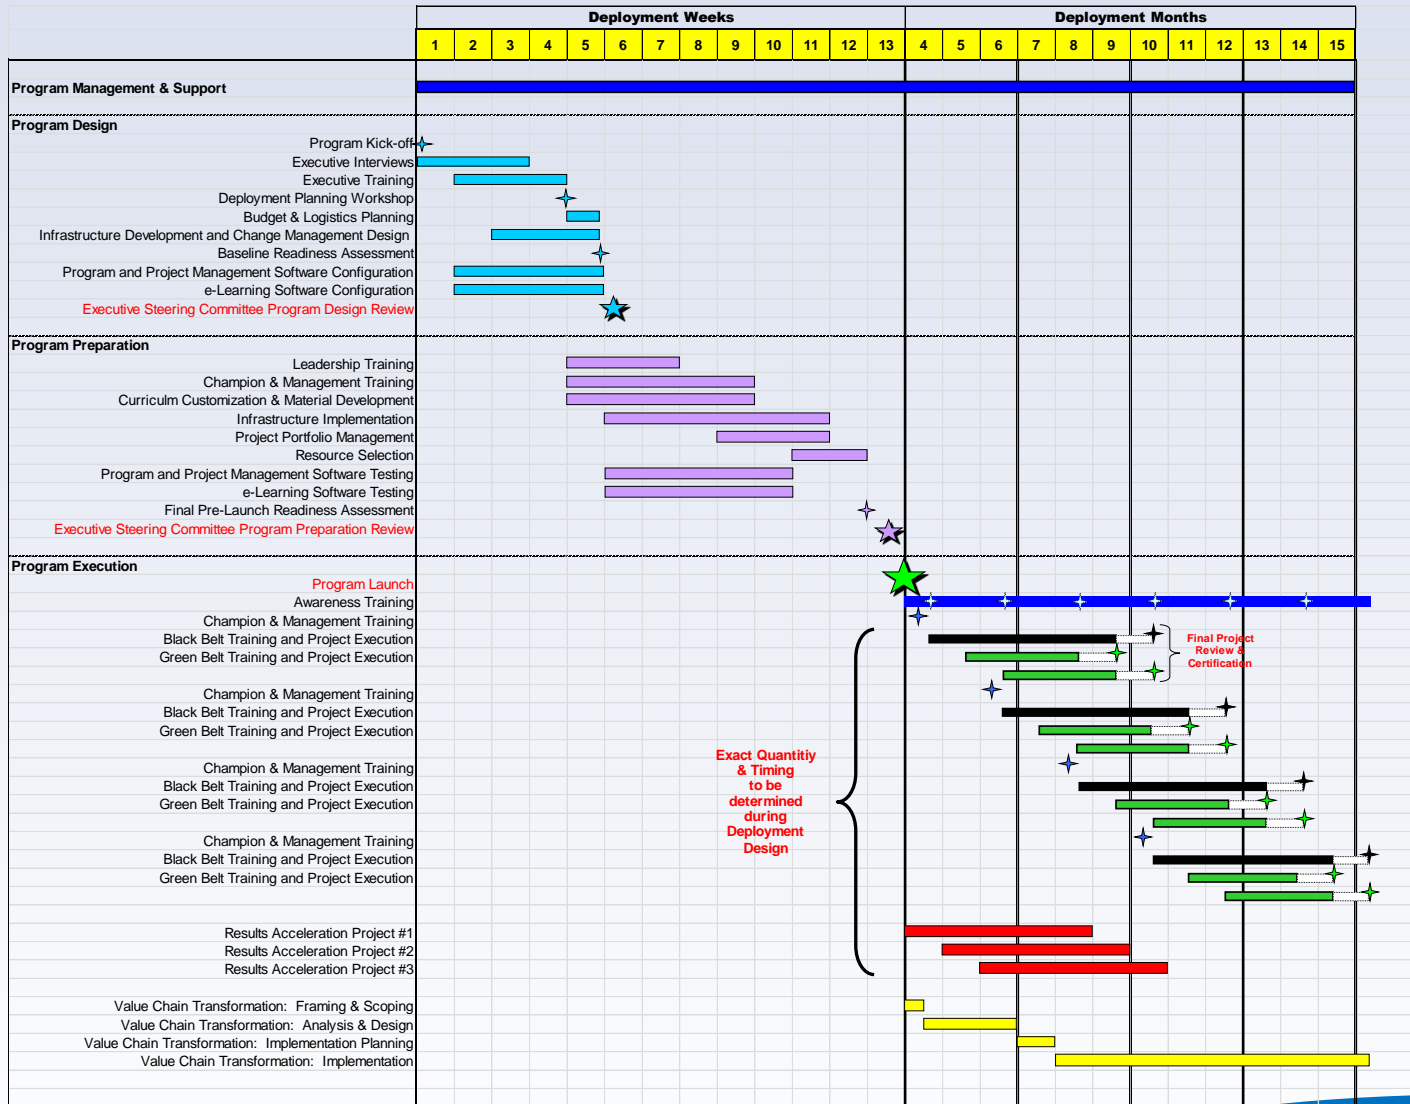 Deployment Weeks Deployment Months
1 2 3 4 5 6 7 8 9 10 11 12 13 4 5 6 7 8 9 10 11 12 13 14 15
Program Management & Support
Program Design
Program Kick-off
Executive Interviews
Executive Training
Deployment Planning Workshop
Budget & Logistics Planning
Infrastructure Development and Change Management Design
Baseline Readiness Assessment
Program and Project Management Software Configuration
e-Learning Software Configuration
Executive Steering Committee Program Design Review
Program Preparation
Leadership Training
Champion & Management Training
Curriculm Customization & Material Development
Infrastructure Implementation
Project Portfolio Management
Resource Selection
Program and Project Management Software Testing
e-Learning Software Testing
Final Pre-Launch Readiness Assessment
Executive Steering Committee Program Preparation Review
Program Execution
Program Launch
Awareness Training
Champion & Management Training
Black Belt Training and Project Execution
Green Belt Training and Project Execution
Final Project
Review &
Certification
Champion & Management Training
Black Belt Training and Project Execution
Green Belt Training and Project Execution
Exact Quantitiy
& Timing
to be
determined
during
Deployment
Design
Champion & Management Training
Black Belt Training and Project Execution
Green Belt Training and Project Execution
Champion & Management Training
Black Belt Training and Project Execution
Green Belt Training and Project Execution
Results Acceleration Project #1
Results Acceleration Project #2
Results Acceleration Project #3
Value Chain Transformation: Framing & Scoping
Value Chain Transformation: Analysis & Design
Value Chain Transformation: Implementation Planning
Value Chain Transformation: Implementation